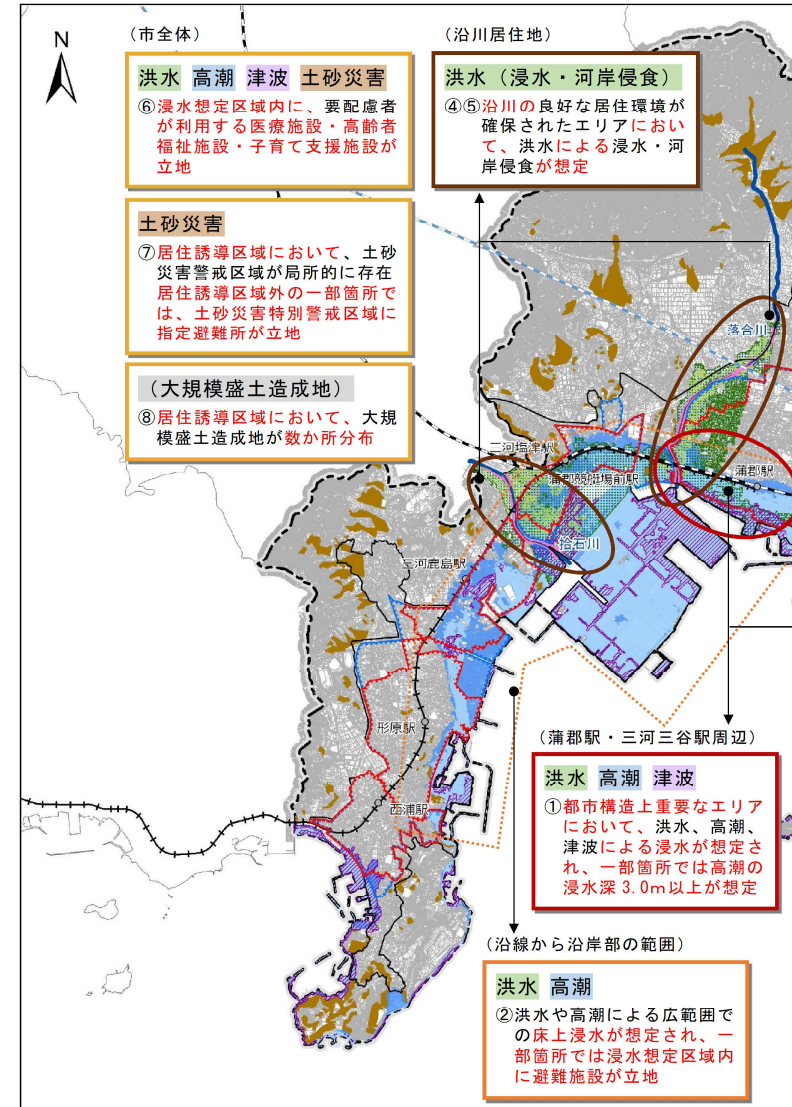 N
（市全体）
洪水 高潮 津波 土砂災害
⑥浸水想定区域内に、要配慮者
が利用する医療施設・高齢者
福祉施設・子育て支援施設が
立地
土砂災害
⑦居住誘導区域において、土砂
災害警戒区域が局所的に存在
居住誘導区域外の一部箇所で
は、土砂災害特別警戒区域に
指定避難所が立地
（大規模盛土造成地）
⑧居住誘導区域において、大規
模盛土造成地が数か所分布
（沿川居住地）
洪水（浸水・河岸侵食）
④⑤沿川の良好な居住環境が
確保されたエリアにおい
て、洪水による浸水・河
岸侵食が想定
落合川
三河塩津駅
蒲郡競艇場前駅
蒲郡駅
拾石川
三河鹿島駅
形原駅
西浦駅
（蒲郡駅・三河三谷駅周辺）
洪水 高潮 津波
①都市構造上重要なエリア
において、洪水、高潮、
津波による浸水が想定さ
れ、一部箇所では高潮の
浸水深3.0m以上が想定
（沿線から沿岸部の範囲）
洪水 高潮
②洪水や高潮による広範囲で
の床上浸水が想定され、一
部箇所では浸水想定区域内
に避難施設が立地